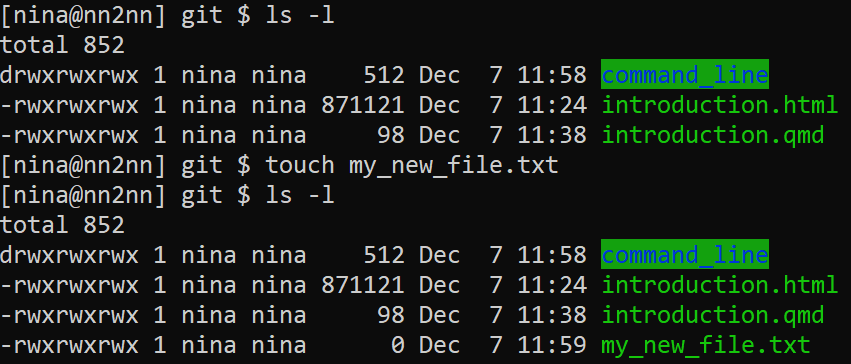 [nina@nn2nn] git $ ls -l
total 852
drwxrwxrwx 1 nina nina    512 Dec  7 11:58 command_line
-rwxrwxrwx 1 nina nina 871121 Dec  7 11:24 introduction.html
-rwxrwxrwx 1 nina nina     98 Dec  7 11:38 introduction.qmd
[nina@nn2nn] git $ touch my_new_file.txt
[nina@nn2nn] git $ ls -l
total 852
drwxrwxrwx 1 nina nina    512 Dec  7 11:58 command_line
-rwxrwxrwx 1 nina nina 871121 Dec  7 11:24 introduction.html
-rwxrwxrwx 1 nina nina     98 Dec  7 11:38 introduction.qmd
-rwxrwxrwx 1 nina nina      0 Dec  7 11:59 my_new_file.txt